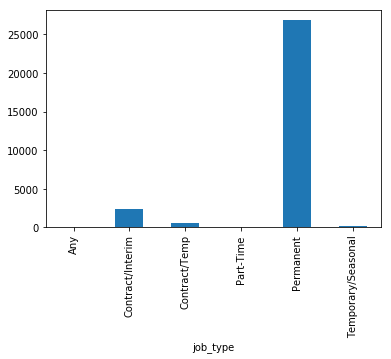 25000
20000
15000
10000
5000
0
Any
Contract/Interim
Contract/Temp
Part-Time
Permanent
Temporary/Seasonal
job_type